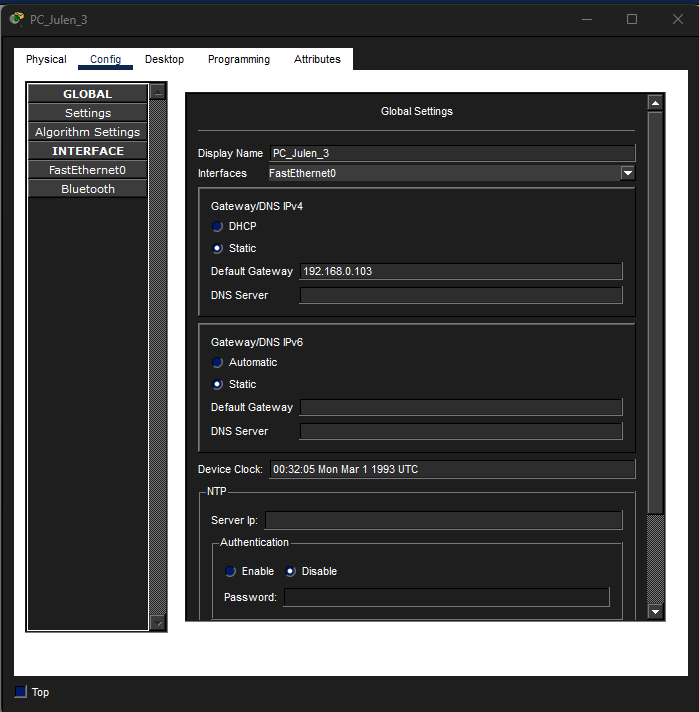 PC_Julen_3
Physical Config Desktop Programming Attributes
GLOBAL
Settings
Algorithm Settings
INTERFACE
FastEthernet0
Bluetooth
Global Settings
Display Name PC_Julen_3
Interfaces FastEthernet0
Gateway/DNS IPv4
DHCP
Static
Default Gateway 192.168.0.103
DNS Server
Gateway/DNS IPv6
Automatic
Static
Default Gateway
DNS Server
Device Clock: 00:32:05 Mon Mar 1 1993 UTC
NTP
Server Ip:
Authentication
Enable Disable
Password:
Top